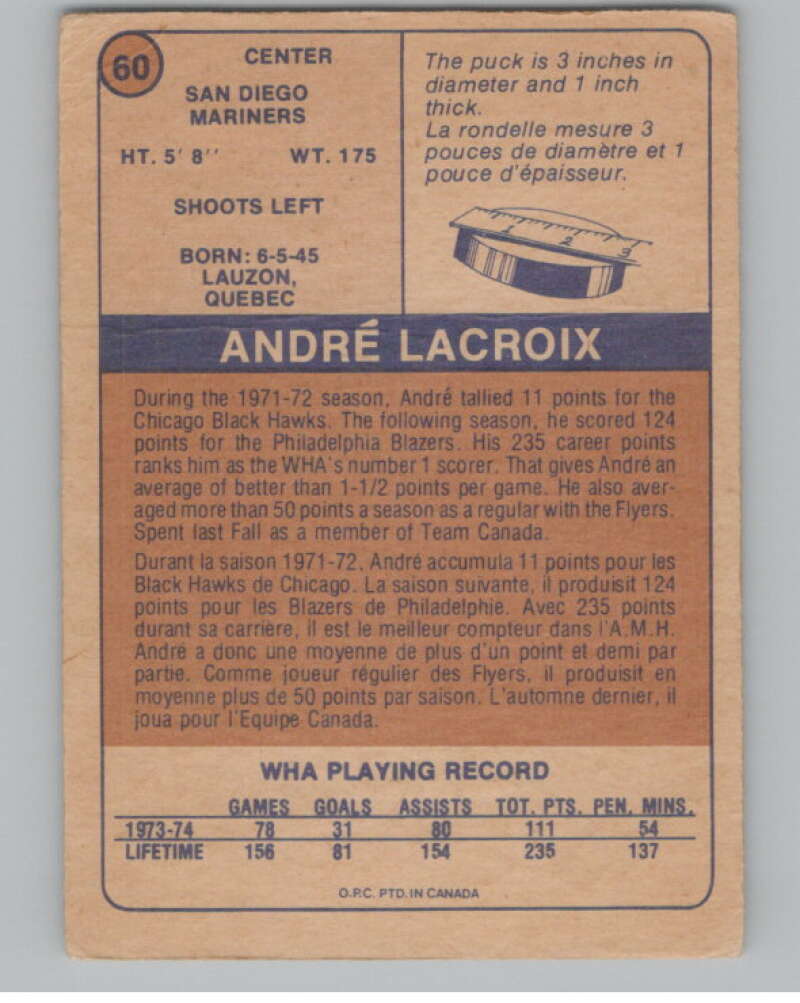 60
CENTER
SAN DIEGO
MARINERS
HT. 5' 8'' WT. 175
SHOOTS LEFT
BORN: 6-5-45
LAUZON,
QUEBEC
The puck is 3 inches in
diameter and 1 inch
thick.
La rondelle mesure 3
pouces de diamètre et 1
pouce d'épaisseur.
1 2 3
ANDRÉ LACROIX
During the 1971-72 season, André tallied 11 points for the
Chicago Black Hawks. The following season, he scored 124
points for the Philadelphia Blazers. His 235 career points
ranks him as the WHA's number 1 scorer. That gives André an
average of better than 1-1/2 points per game. He also aver-
aged more than 50 points a season as a regular with the Flyers.
Spent last Fall as a member of Team Canada.
Durant la saison 1971-72, André accumula 11 points pour les
Black Hawks de Chicago. La saison suivante, il produisit 124
points pour les Blazers de Philadelphie. Avec 235 points
durant sa carrière, il est le meilleur compteur dans l'A.M.H.
André a donc une moyenne de plus d'un point et demi par
partie. Comme joueur régulier des Flyers, il produisit en
moyenne plus de 50 points par saison. L'automne dernier, il
joua pour l'Equipe Canada.
WHA PLAYING RECORD
GAMES GOALS ASSISTS TOT. PTS. PEN. MINS.
1973-74 78 31 80 111 54
LIFETIME 156 81 154 235 137
O.P.C. PTD. IN CANADA